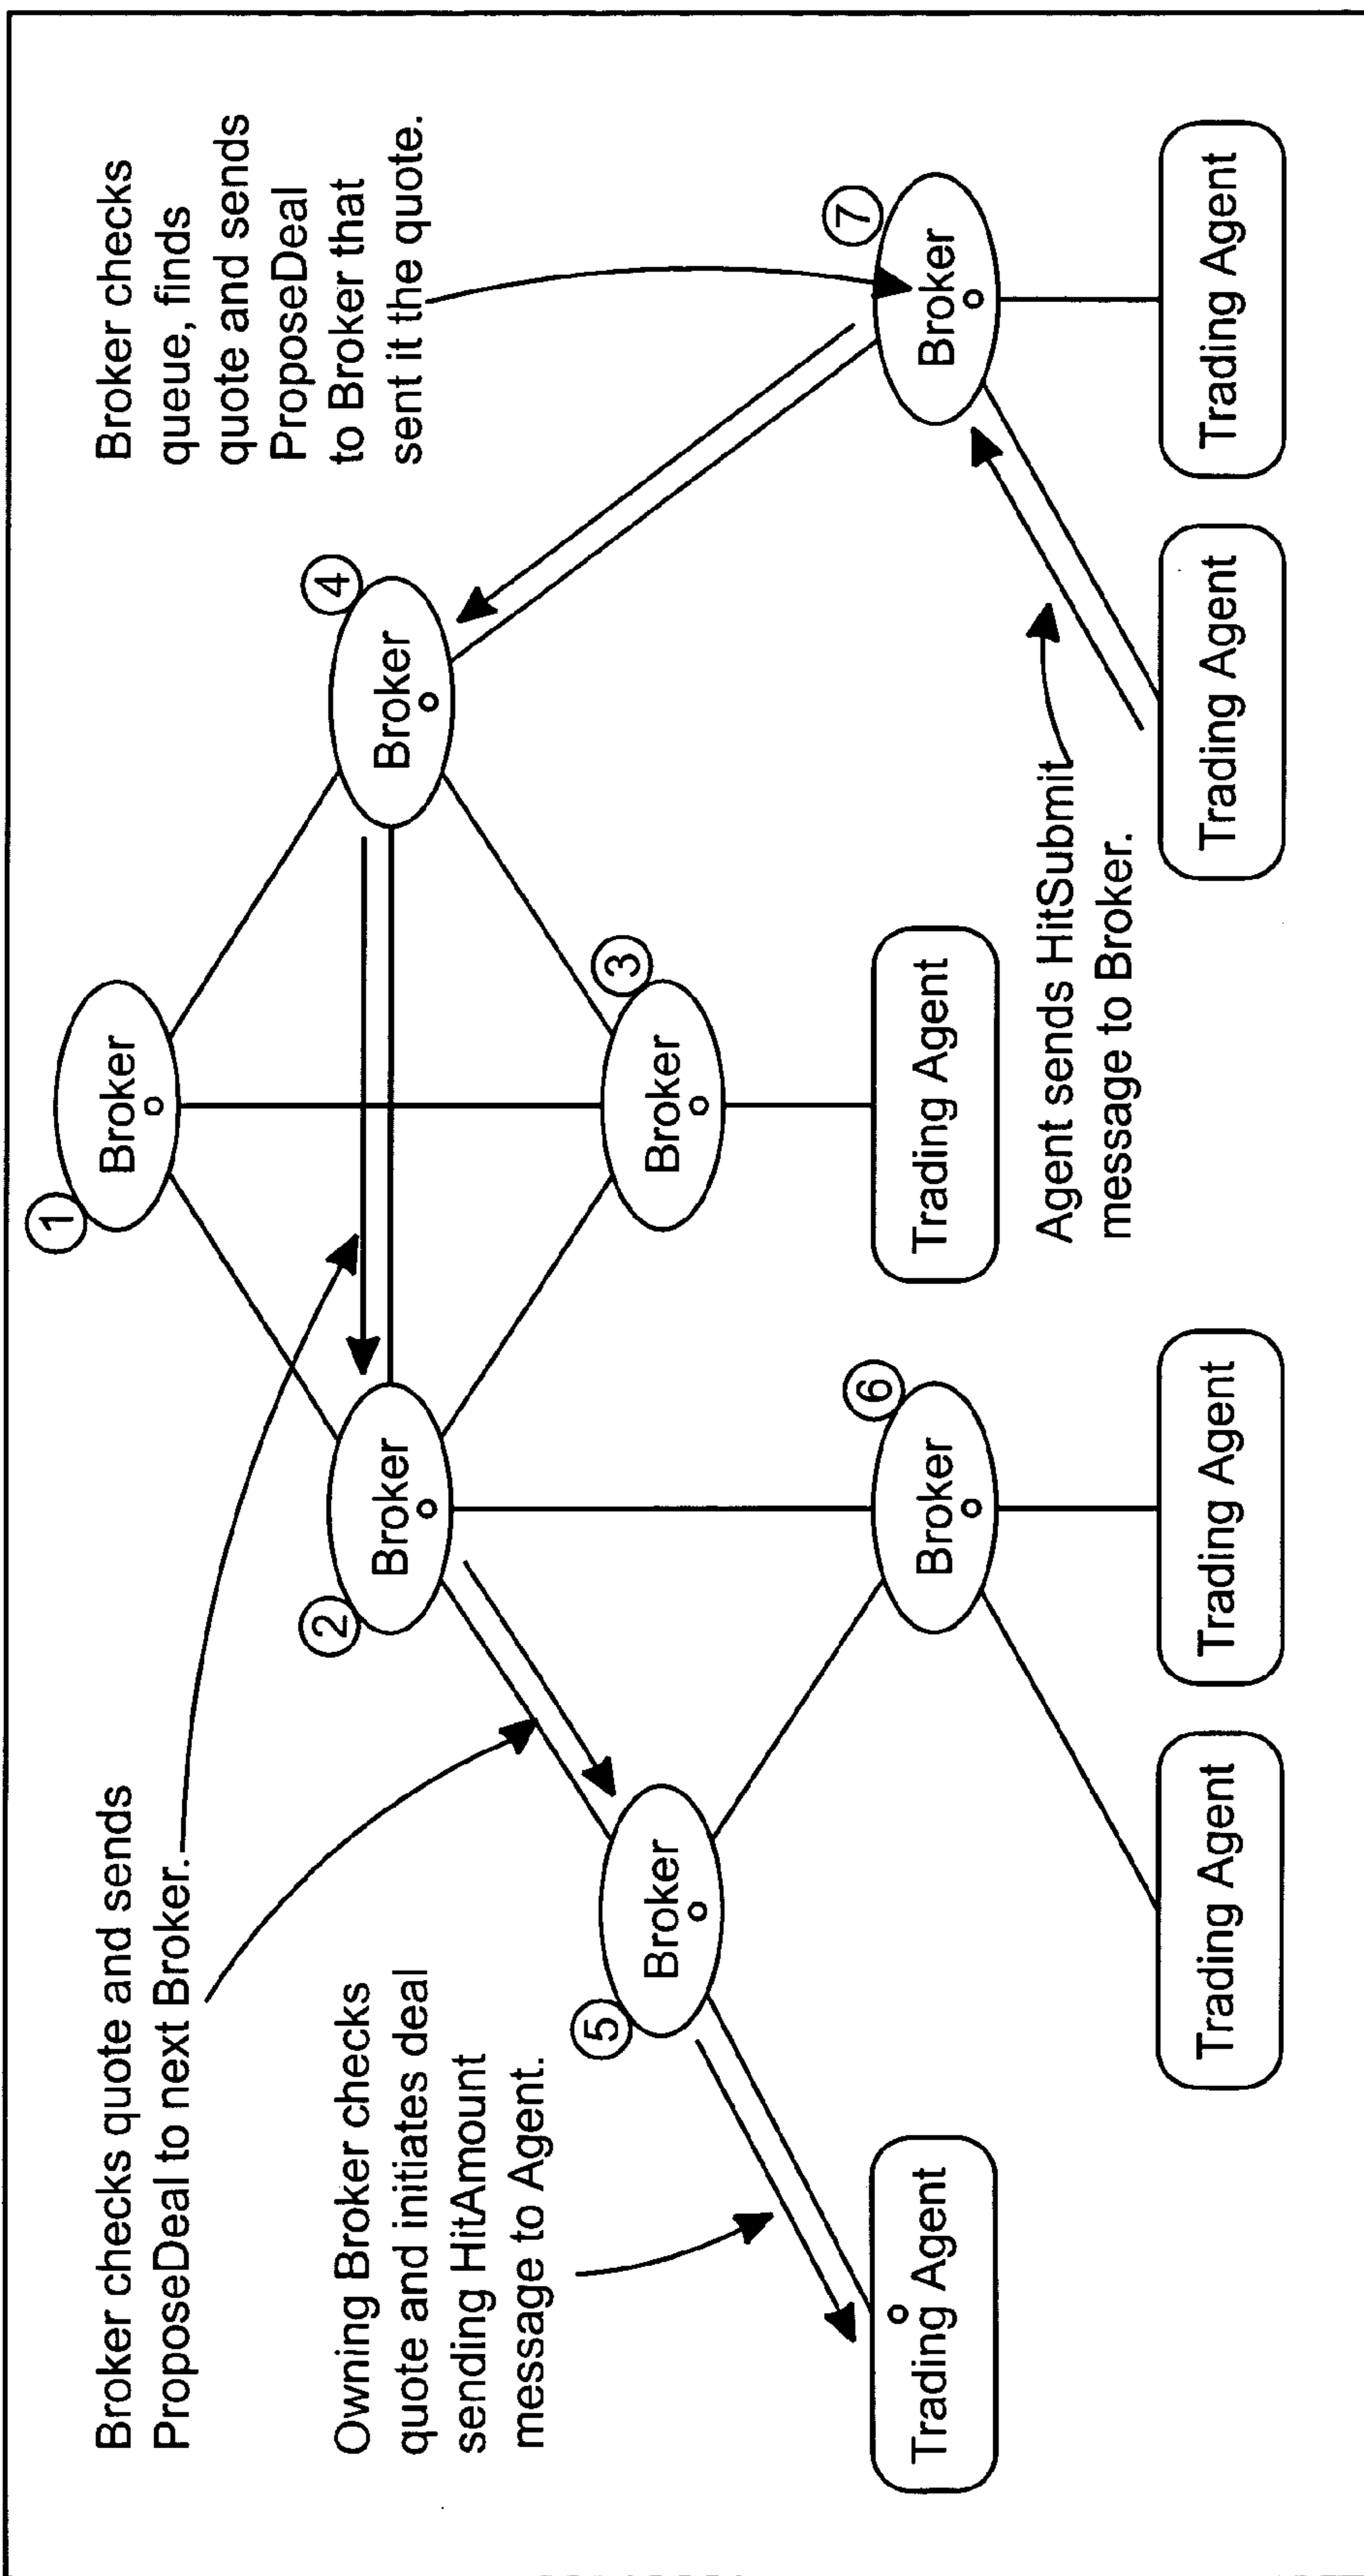 Broker checks quote and sends
ProposeDeal to next Broker.
Owning Broker checks
quote and initiates deal
sending HitAmount
message to Agent.
Broker checks
queue, finds
quote and sends
ProposeDeal
to Broker that
sent it the quote.
1
Broker
2
Broker
4
Broker
3
Broker
5
Broker
6
Broker
7
Broker
Trading Agent
Trading Agent
Agent sends HitSubmit
message to Broker.
Trading Agent
Trading Agent
Trading Agent
Trading Agent